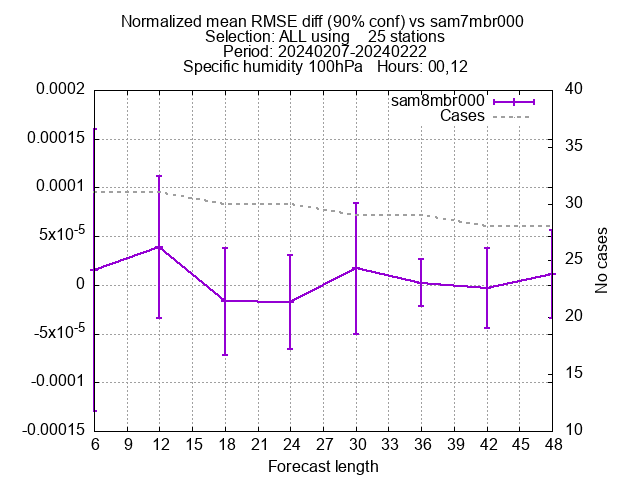 Normalized mean RMSE diff (90% conf) vs sam7mbr000
Selection: ALL using    25 stations
Period: 20240207-20240222
Specific humidity 100hPa   Hours: 00,12
sam8mbr000
Cases
0.0002
0.00015
0.0001
5x10-5
0
-5x10-5
-0.0001
-0.00015
40
35
30
25
20
15
10
No cases
6 9 12 15 18 21 24 27 30 33 36 39 42 45 48
Forecast length